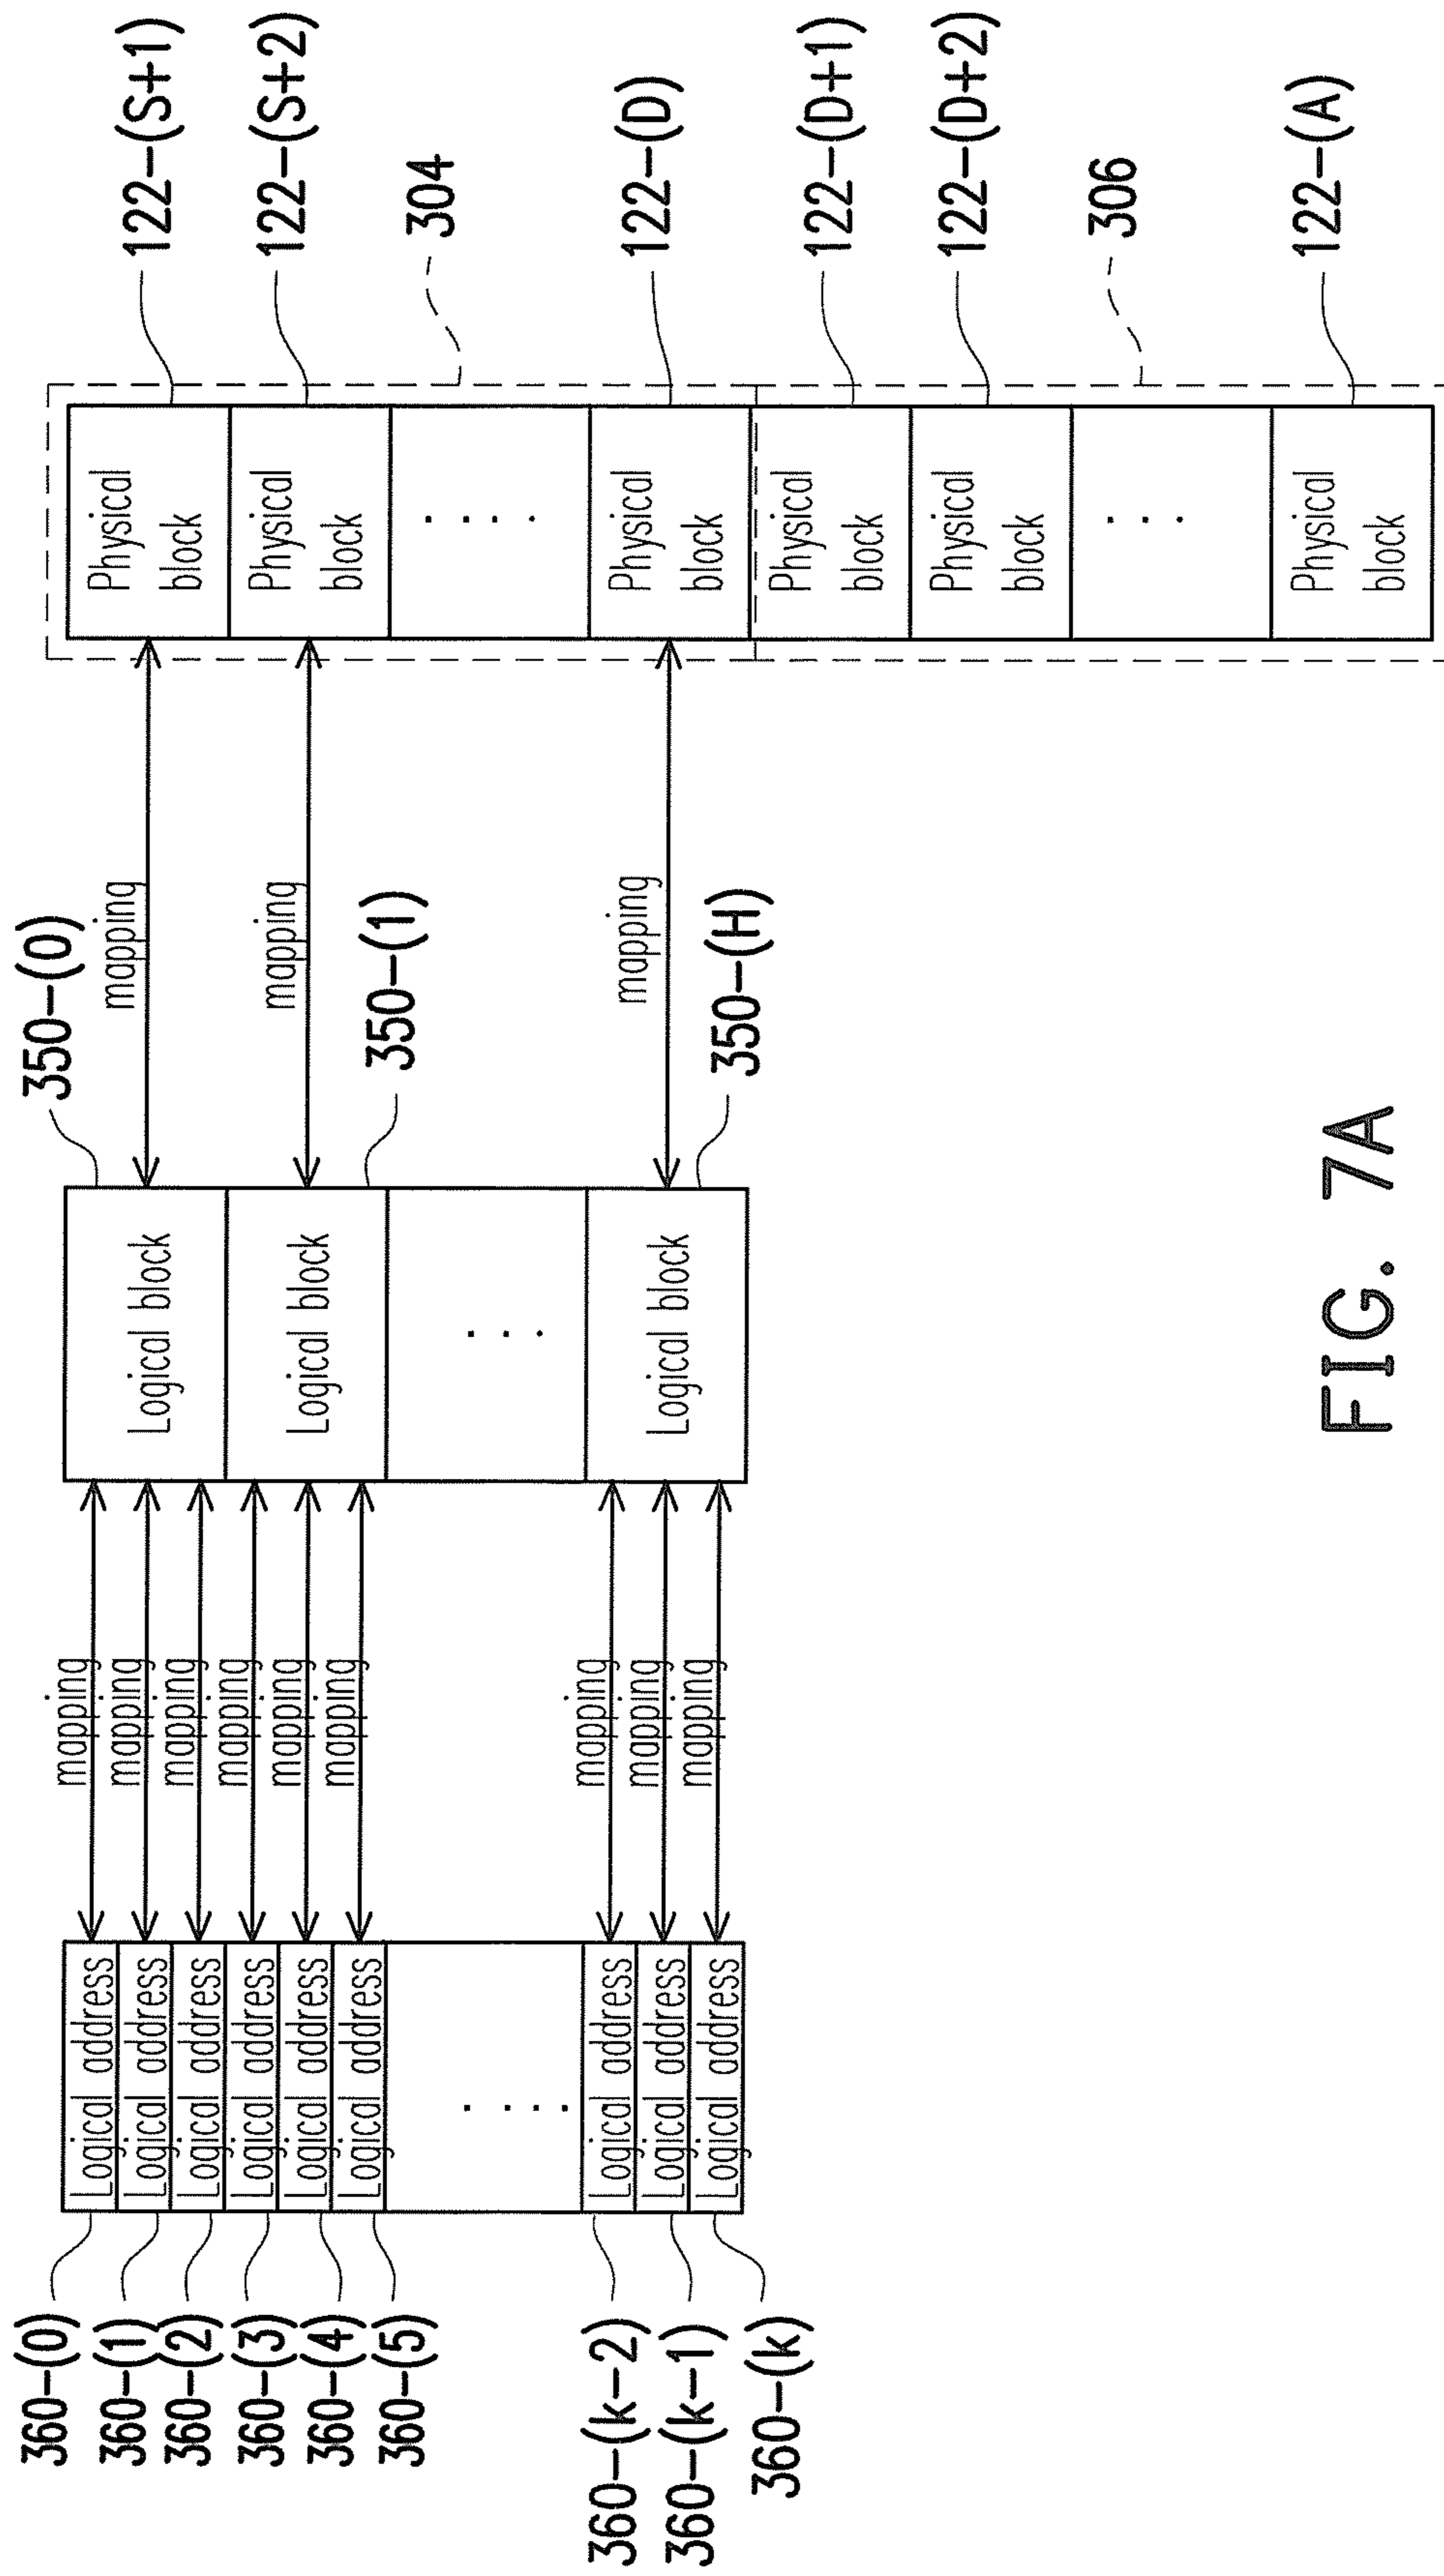 360-(0)
360-(1)
360-(2)
360-(3)
360-(4)
360-(5)
360-(k-2)
360-(k-1)
360-(k)
Logical address
Logical address
Logical address
Logical address
Logical address
Logical address
. . . .
Logical address
Logical address
Logical address
mapping
mapping
mapping
mapping
mapping
mapping
mapping
mapping
mapping
Logical block
Logical block
. . .
Logical block
350-(0)
350-(1)
350-(H)
mapping
mapping
mapping
Physical
block
Physical
block
. . . .
Physical
block
Physical
block
Physical
block
. . .
Physical
block
122-(S+1)
122-(S+2)
304
122-(D)
122-(D+1)
122-(D+2)
306
122-(A)
FIG. 7A